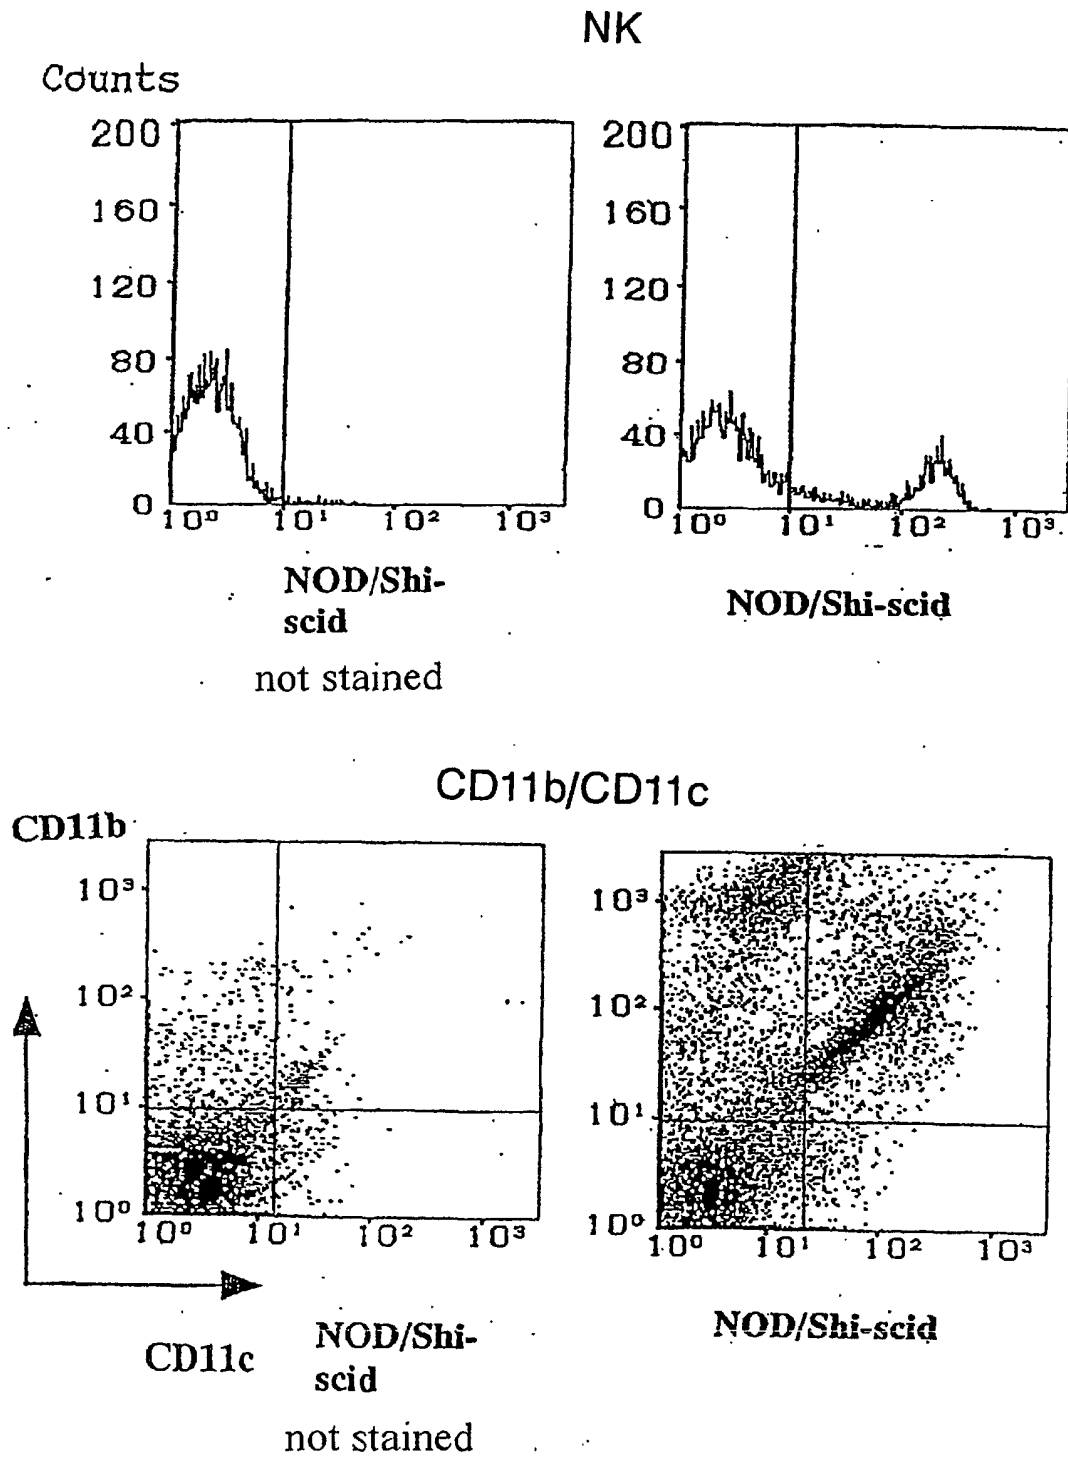 NK
Counts
200
160
120
80
40
0
10⁰ 10¹ 10² 10³
NOD/Shi-
scid
not stained
200
160
120
80
40
0
10⁰ 10¹ 10² 10³
NOD/Shi-scid
CD11b/CD11c
CD11b
10³
10²
10¹
10⁰
10⁰ 10¹ 10² 10³
CD11c
NOD/Shi-
scid
not stained
10³
10²
10¹
10⁰
10⁰ 10¹ 10² 10³
NOD/Shi-scid